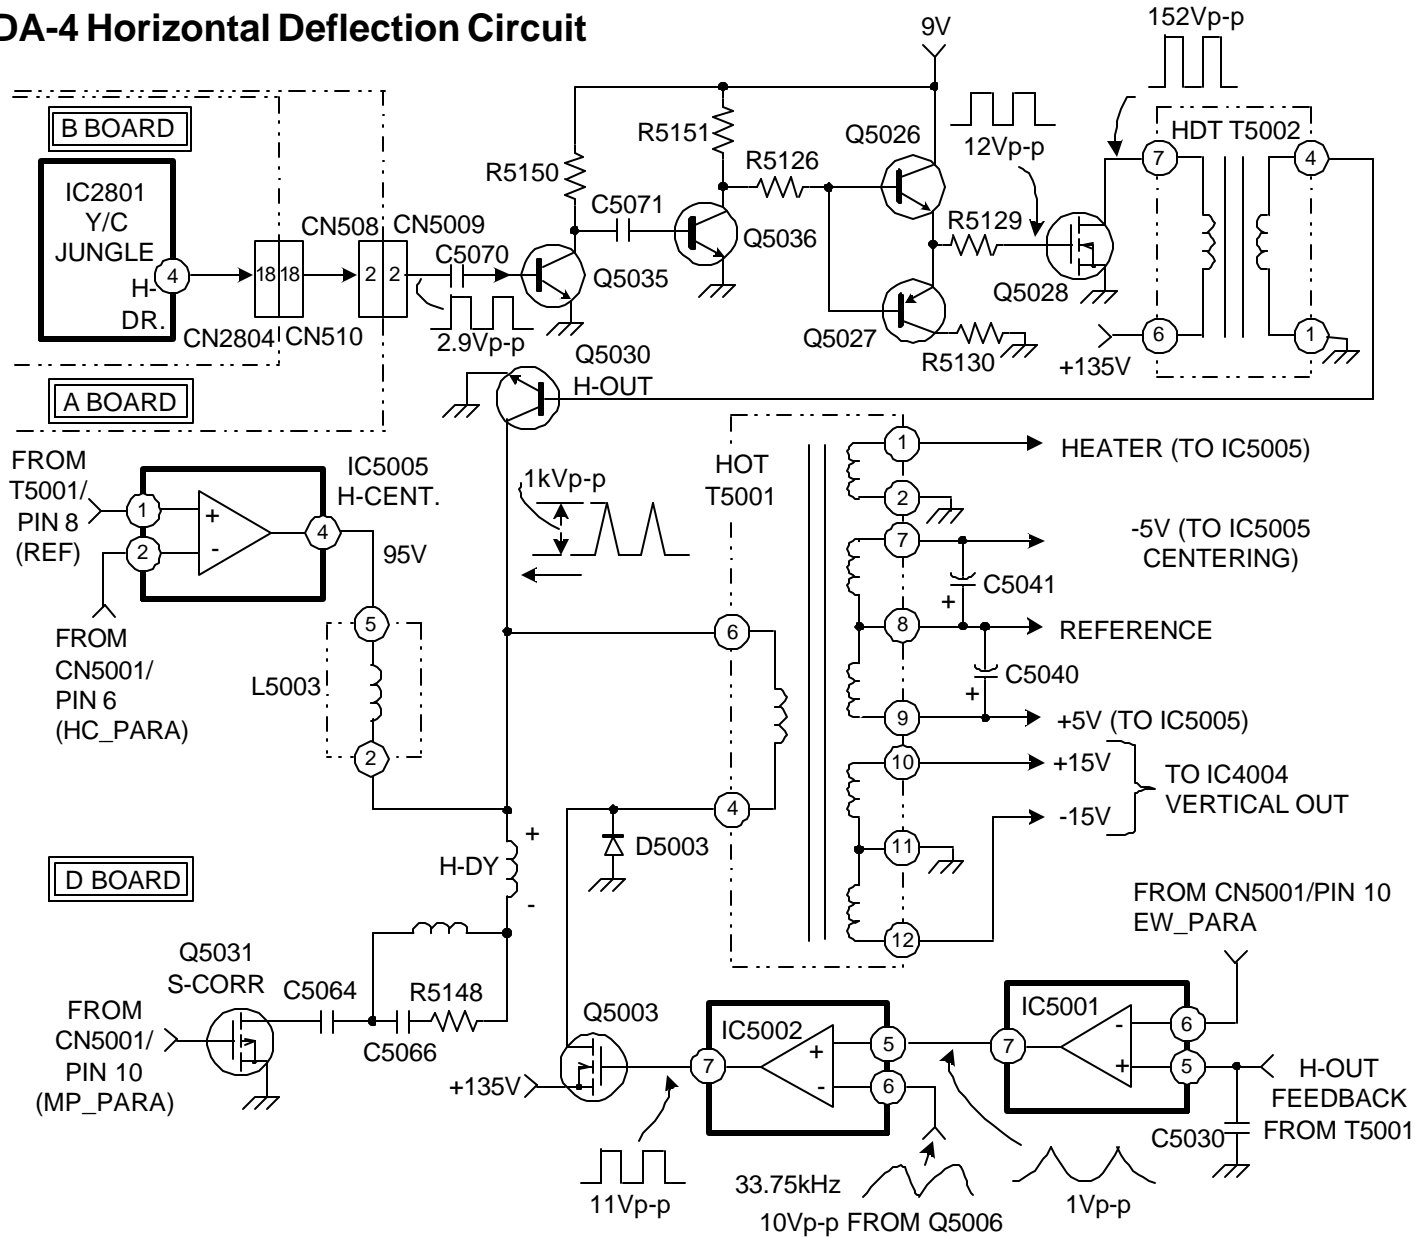 DA-4 Horizontal Deflection Circuit
152Vp-p
9V
B BOARD
IC2801
Y/C
JUNGLE
H-
DR.
4
18
18
CN2804
CN510
CN508
CN5009
2
2
C5070
2.9Vp-p
R5150
C5071
Q5035
R5151
R5126
Q5036
Q5026
12Vp-p
R5129
Q5027
R5130
Q5028
HDT T5002
7
4
6
1
+135V
A BOARD
Q5030
H-OUT
FROM
T5001/
PIN 8
(REF)
1
2
+
-
4
IC5005
H-CENT.
95V
FROM
CN5001/
PIN 6
(HC_PARA)
5
L5003
2
1kVp-p
HOT
T5001
6
4
1
2
7
8
9
10
11
12
HEATER (TO IC5005)
-5V (TO IC5005
CENTERING)
C5041
+
REFERENCE
C5040
+
+5V (TO IC5005)
+15V
-15V
TO IC4004
VERTICAL OUT
D BOARD
H-DY
+
-
D5003
Q5031
S-CORR
FROM
CN5001/
PIN 10
(MP_PARA)
C5064
R5148
C5066
Q5003
+135V
IC5002
7
+
-
5
6
11Vp-p
33.75kHz
10Vp-p FROM Q5006
IC5001
7
-
+
6
5
1Vp-p
FROM CN5001/PIN 10
EW_PARA
H-OUT
FEEDBACK
FROM T5001
C5030